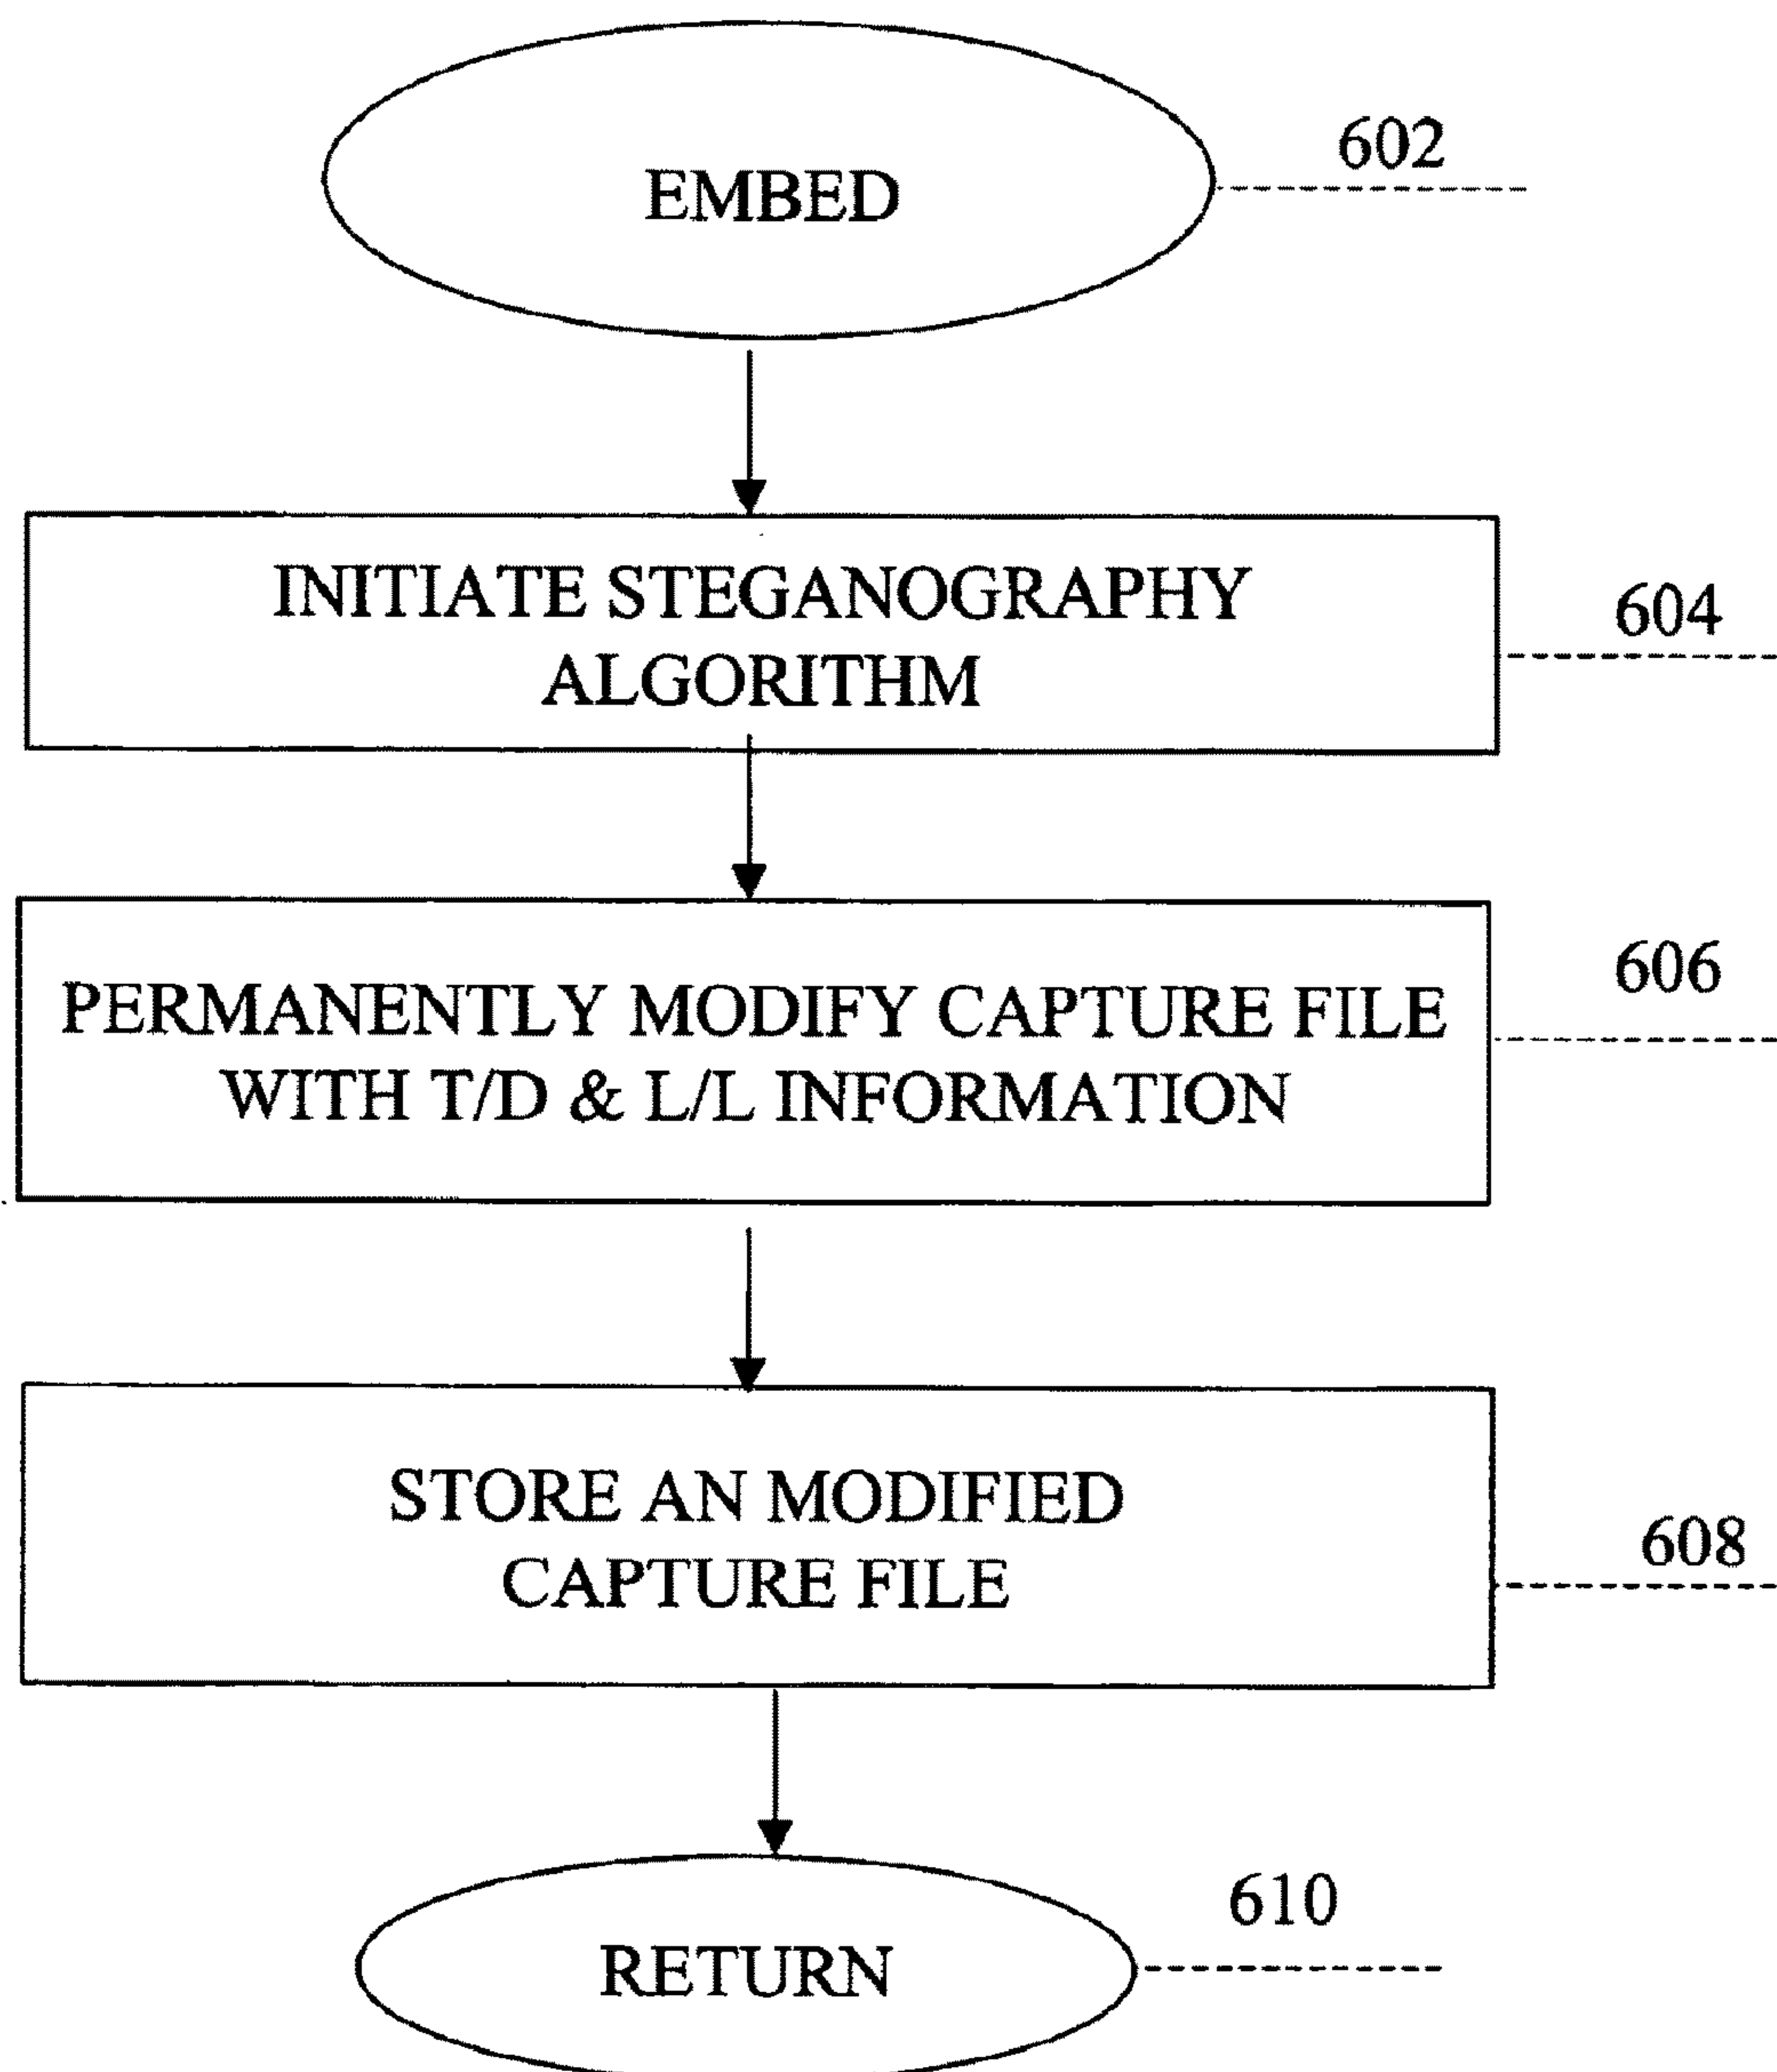 EMBED
602
INITIATE STEGANOGRAPHY
ALGORITHM
604
PERMANENTLY MODIFY CAPTURE FILE
WITH T/D & L/L INFORMATION
606
STORE AN MODIFIED
CAPTURE FILE
608
RETURN
610